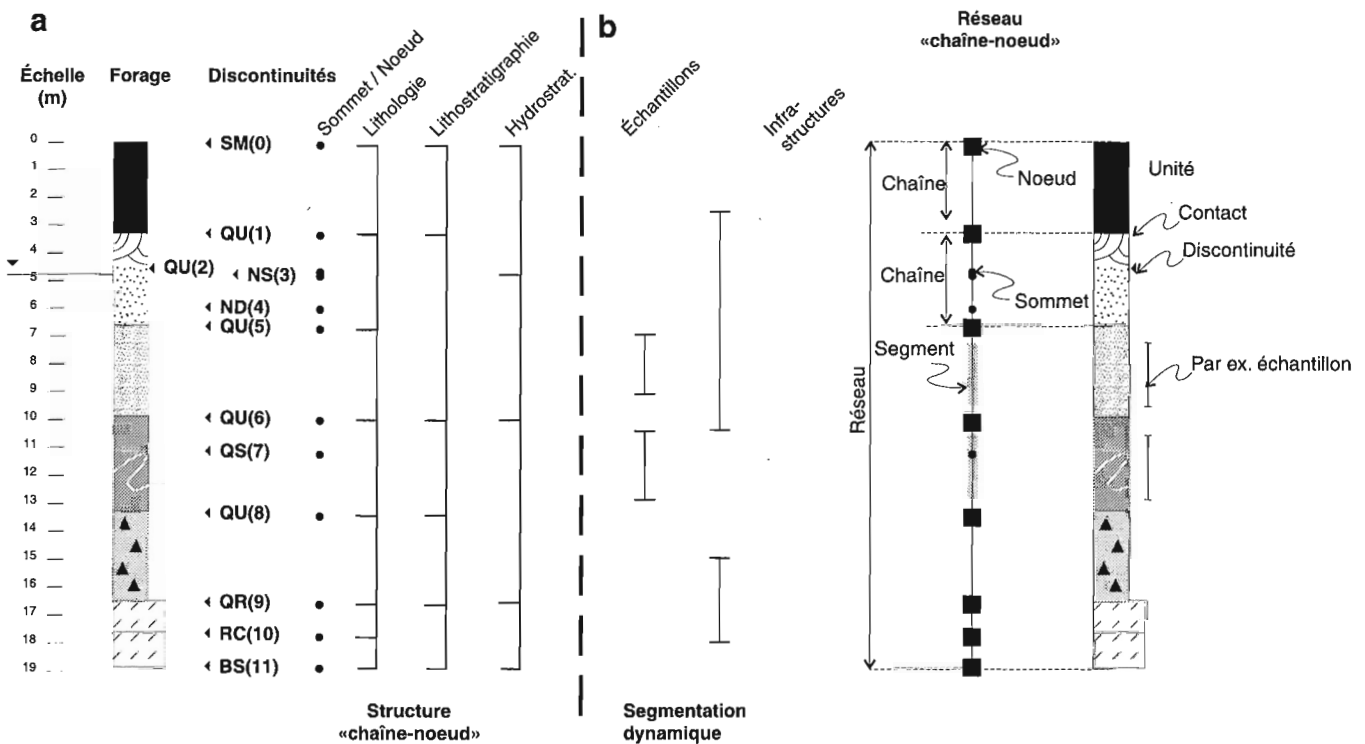 a
Échelle
(m)
Forage
Discontinuités
Sommet / Noeud
Lithologie
Lithostratigraphie
Hydrostrat.
0
1
2
3
4
5
6
7
8
9
10
11
12
13
14
15
16
17
18
19
SM(0)
QU(1)
QU(2)
NS(3)
ND(4)
QU(5)
QU(6)
QS(7)
QU(8)
QR(9)
RC(10)
BS(11)
Structure
«chaîne-noeud»
b
Échantillons
Infra-
structures
Segmentation
dynamique
Réseau
«chaîne-noeud»
Réseau
Chaîne
Noeud
Chaîne
Sommet
Segment
Unité
Contact
Discontinuité
Par ex. échantillon